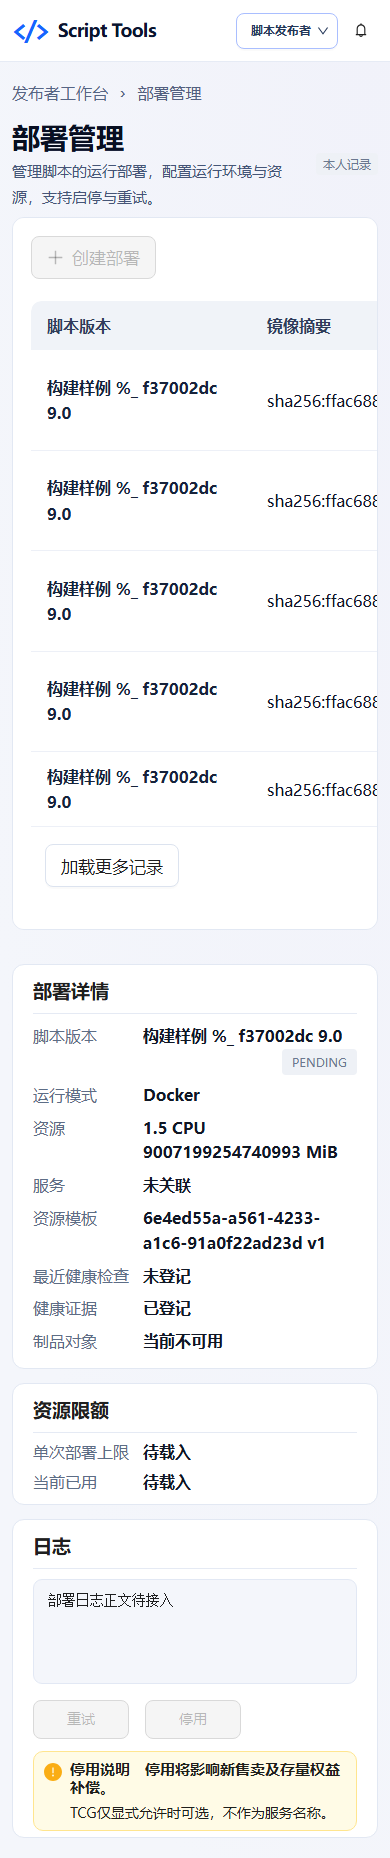 </> Script Tools
脚本发布者
发布者工作台 › 部署管理
部署管理
管理脚本的运行部署，配置运行环境与资
源，支持启停与重试。
本人记录
+ 创建部署
脚本版本 镜像摘要
构建样例 %_ f37002dc
9.0
sha256:ffac688
构建样例 %_ f37002dc
9.0
sha256:ffac688
构建样例 %_ f37002dc
9.0
sha256:ffac688
构建样例 %_ f37002dc
9.0
sha256:ffac688
构建样例 %_ f37002dc
9.0
sha256:ffac688
加载更多记录
部署详情
脚本版本 构建样例 %_ f37002dc 9.0
PENDING
运行模式 Docker
资源 1.5 CPU
9007199254740993 MiB
服务 未关联
资源模板 6e4ed55a-a561-4233-
a1c6-91a0f22ad23d v1
最近健康检查 未登记
健康证据 已登记
制品对象 当前不可用
资源限额
单次部署上限 待载入
当前已用 待载入
日志
部署日志正文待接入
重试 停用
停用说明 停用将影响新售卖及存量权益
补偿。
TCG仅显式允许时可选，不作为服务名称。